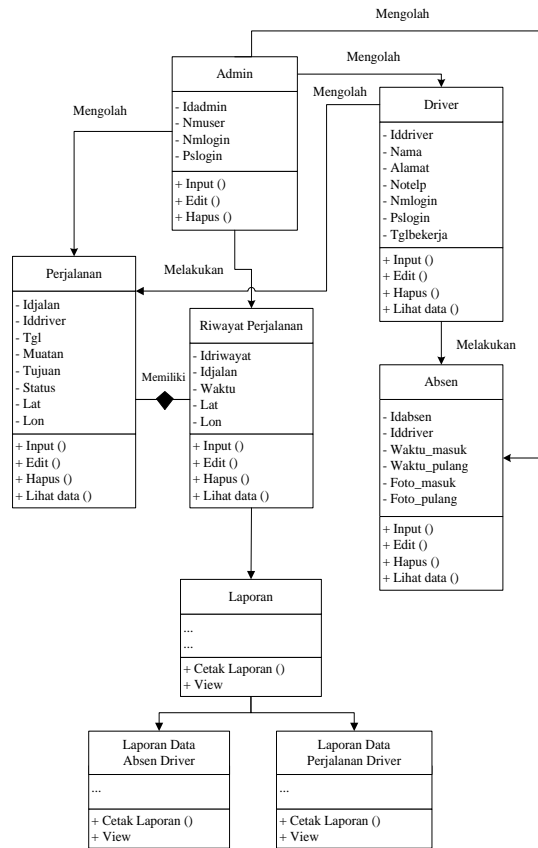 Mengolah
Admin
- Idadmin
- Nmuser
- Nmlogin
- Pslogin
+ Input ()
+ Edit ()
+ Hapus ()
Mengolah
Mengolah
Mengolah
Driver
- Iddriver
- Nama
- Alamat
- Notelp
- Nmlogin
- Pslogin
- Tglbekerja
+ Input ()
+ Edit ()
+ Hapus ()
+ Lihat data ()
Perjalanan
- Idjalan
- Iddriver
- Tgl
- Muatan
- Tujuan
- Status
- Lat
- Lon
+ Input ()
+ Edit ()
+ Hapus ()
+ Lihat data ()
Melakukan
Memiliki
Riwayat Perjalanan
- Idriwayat
- Idjalan
- Waktu
- Lat
- Lon
+ Input ()
+ Edit ()
+ Hapus ()
+ Lihat data ()
Melakukan
Absen
- Idabsen
- Iddriver
- Waktu_masuk
- Waktu_pulang
- Foto_masuk
- Foto_pulang
+ Input ()
+ Edit ()
+ Hapus ()
+ Lihat data ()
Laporan
...
...
+ Cetak Laporan ()
+ View
Laporan Data
Absen Driver
...
+ Cetak Laporan ()
+ View
Laporan Data
Perjalanan Driver
...
+ Cetak Laporan ()
+ View